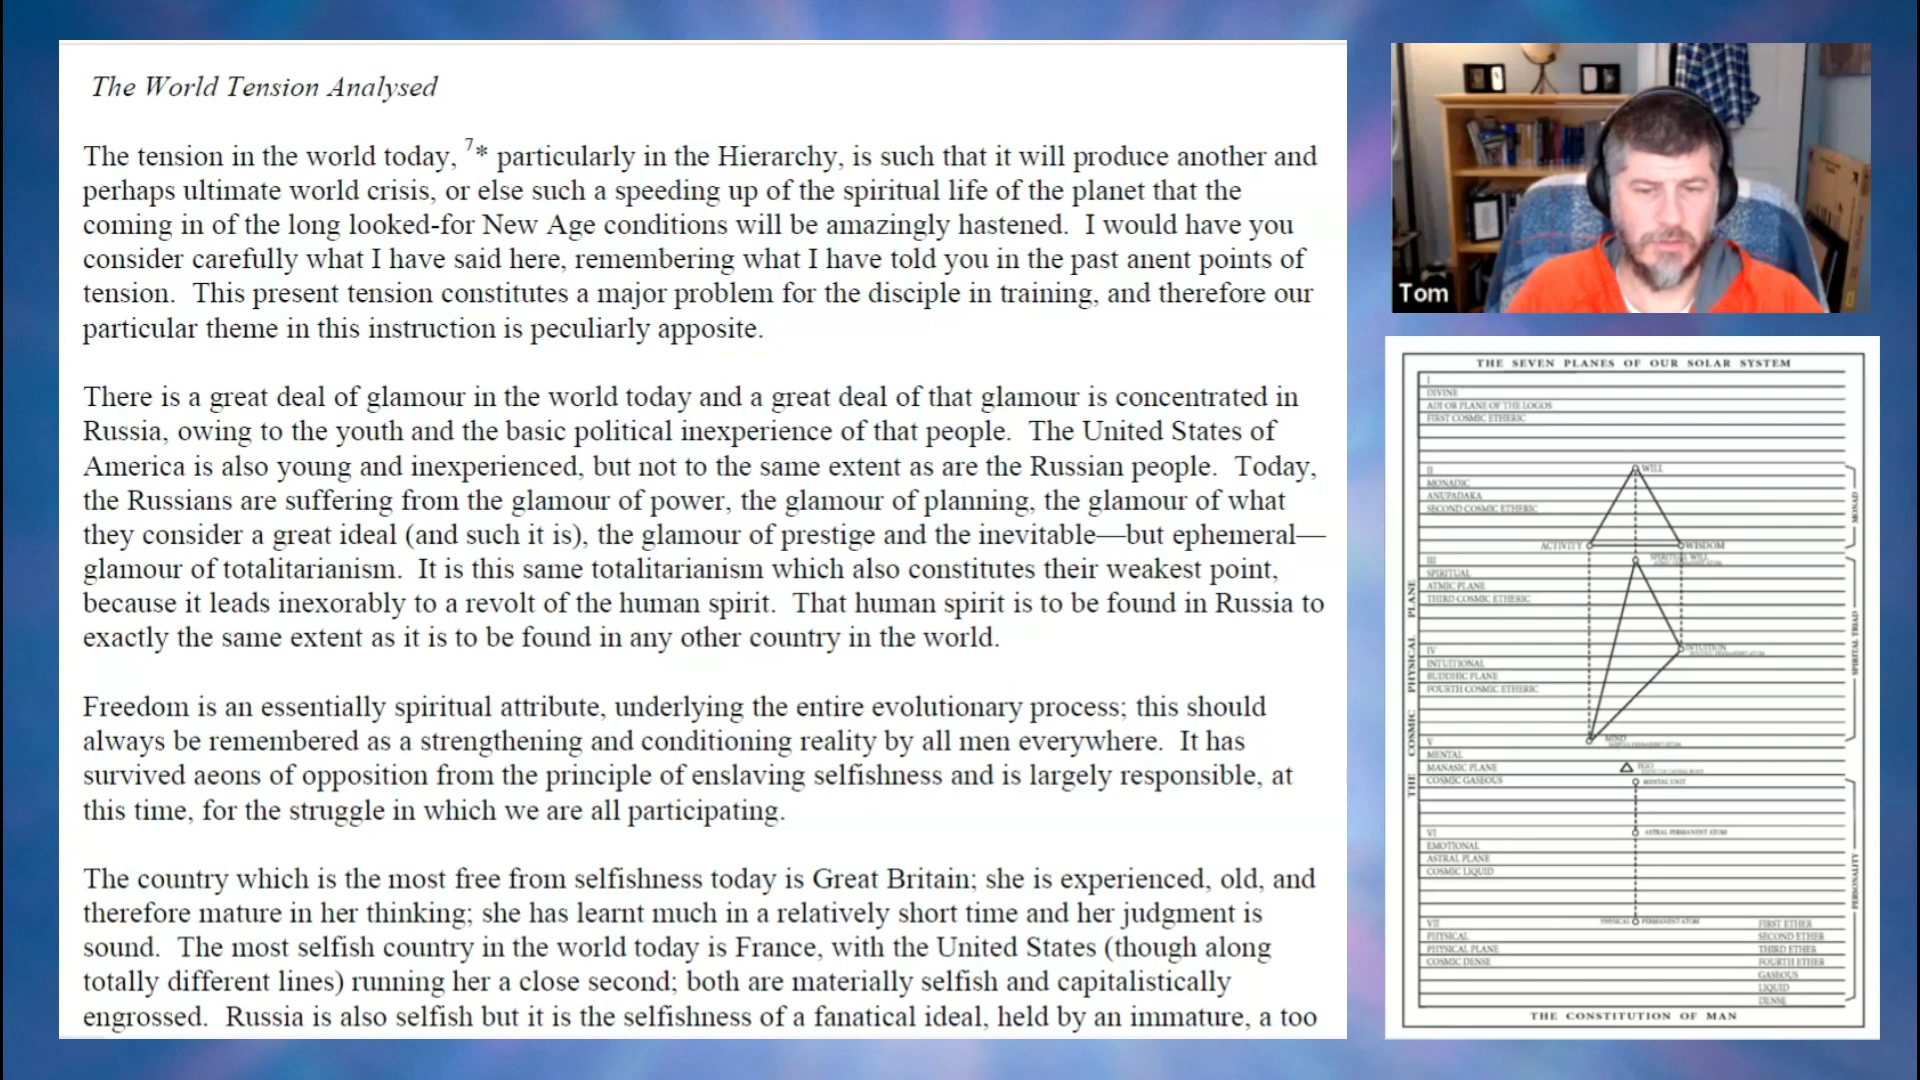 The World Tension Analysed
The tension in the world today, 7* particularly in the Hierarchy, is such that it will produce another and
perhaps ultimate world crisis, or else such a speeding up of the spiritual life of the planet that the
coming in of the long looked-for New Age conditions will be amazingly hastened. I would have you
consider carefully what I have said here, remembering what I have told you in the past anent points of
tension. This present tension constitutes a major problem for the disciple in training, and therefore our
particular theme in this instruction is peculiarly apposite.
There is a great deal of glamour in the world today and a great deal of that glamour is concentrated in
Russia, owing to the youth and the basic political inexperience of that people. The United States of
America is also young and inexperienced, but not to the same extent as are the Russian people. Today,
the Russians are suffering from the glamour of power, the glamour of planning, the glamour of what
they consider a great ideal (and such it is), the glamour of prestige and the inevitable—but ephemeral—
glamour of totalitarianism. It is this same totalitarianism which also constitutes their weakest point,
because it leads inexorably to a revolt of the human spirit. That human spirit is to be found in Russia to
exactly the same extent as it is to be found in any other country in the world.
Freedom is an essentially spiritual attribute, underlying the entire evolutionary process; this should
always be remembered as a strengthening and conditioning reality by all men everywhere. It has
survived aeons of opposition from the principle of enslaving selfishness and is largely responsible, at
this time, for the struggle in which we are all participating.
The country which is the most free from selfishness today is Great Britain; she is experienced, old, and
therefore mature in her thinking; she has learnt much in a relatively short time and her judgment is
sound. The most selfish country in the world today is France, with the United States (though along
totally different lines) running her a close second; both are materially selfish and capitalistically
engrossed. Russia is also selfish but it is the selfishness of a fanatical ideal, held by an immature, a too
Tom
THE SEVEN PLANES OF OUR SOLAR SYSTEM
I
DIVINE
ADI OR PLANE OF THE LOGOS
FIRST COSMIC ETHERIC
WILL
II
MONADIC
ANUPADAKA
SECOND COSMIC ETHERIC
MONAD
ACTIVITY
WISDOM
SPIRITUAL WILL
III
SPIRITUAL
ATMIC PLANE
THIRD COSMIC ETHERIC
SPIRITUAL TRIAD
INTUITION
IV
INTUITIONAL
BUDDHIC PLANE
FOURTH COSMIC ETHERIC
THE COSMIC PHYSICAL PLANE
MIND
V
MENTAL
MANASIC PLANE
COSMIC GASEOUS
EGO
MENTAL UNIT
VI
EMOTIONAL
ASTRAL PLANE
COSMIC LIQUID
ASTRAL PERMANENT ATOM
PERSONALITY
PHYSICAL PERMANENT ATOM
VII
PHYSICAL
PHYSICAL PLANE
COSMIC DENSE
FIRST ETHER
SECOND ETHER
THIRD ETHER
FOURTH ETHER
GASEOUS
LIQUID
DENSE
THE CONSTITUTION OF MAN